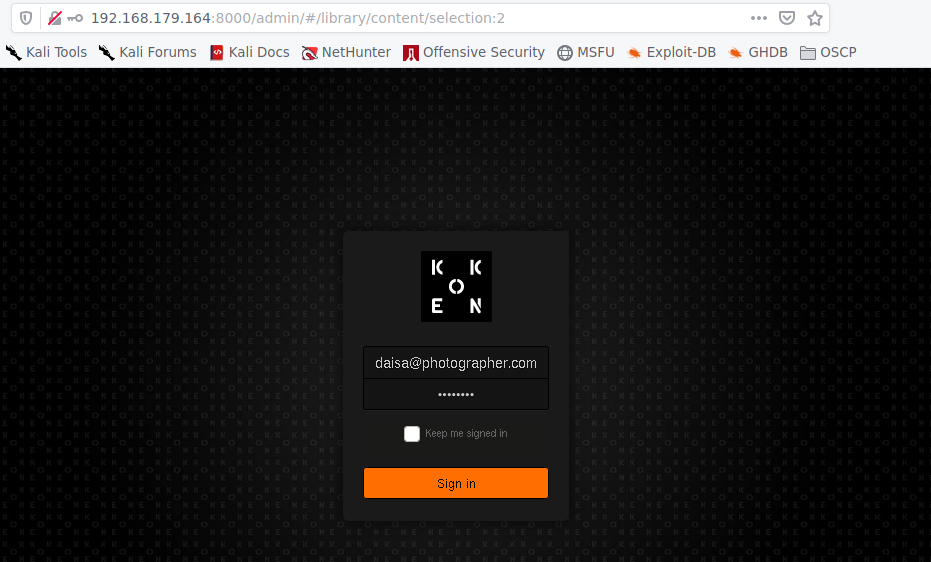 192.168.179.164:8000/admin/#/library/content/selection:2
Kali Tools Kali Forums Kali Docs NetHunter Offensive Security MSFU Exploit-DB GHDB OSCP
K K
O
E N
daisa@photographer.com
••••••••
Keep me signed in
Sign in